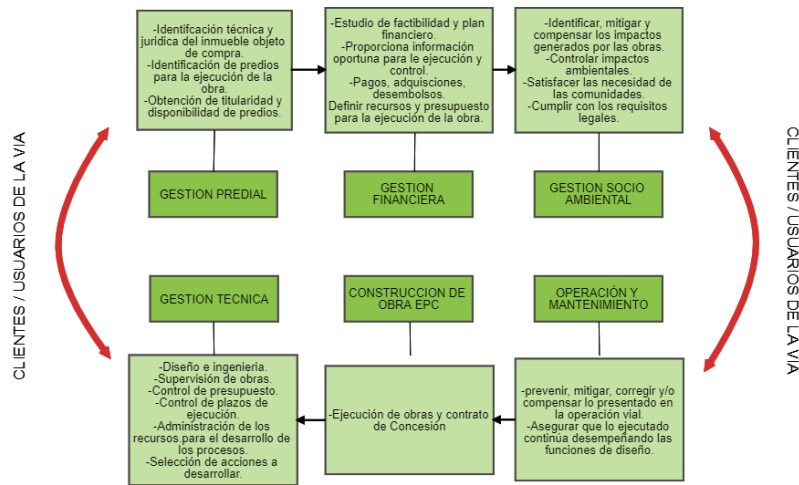 -Identifcación técnica y
juridica del inmueble objeto
de compra.
-Identificación de predios
para la ejecución de la
obra.
-Obtención de titularidad y
disponibilidad de predios.
-Estudio de factibilidad y plan
financiero.
-Proporciona información
oportuna para le ejecución y
control.
-Pagos, adquisciones,
desembolsos.
Definir recursos y presupuesto
para la ejecución de la obra.
-Identificar, mitigar y
compensar los impactos
generados por las obras.
-Controlar impactos
ambientales.
-Satisfacer las necesidad de
las comunidades.
-Cumplir con los requisitos
legales.
CLIENTES / USUARIOS DE LA VIA
CLIENTES / USUARIOS DE LA VIA
GESTION PREDIAL
GESTION
FINANCIERA
GESTION SOCIO
AMBIENTAL
GESTION TECNICA
CONSTRUCCION DE
OBRA EPC
OPERACIÓN Y
MANTENIMIENTO
-Diseño e ingenieria.
-Supervisión de obras.
-Control de presupuesto.
-Control de plazos de
ejecución.
-Administración de los
recursos.para el desarrollo de
los procesos.
-Selección de acciones a
desarrollar.
-Ejecución de obras y contrato de
Concesión
-prevenir, mitigar, corregir y/o
compensar lo presentado en
la operación vial.
-Asegurar que lo ejecutado
continúa desempeñando las
funciones de diseño.